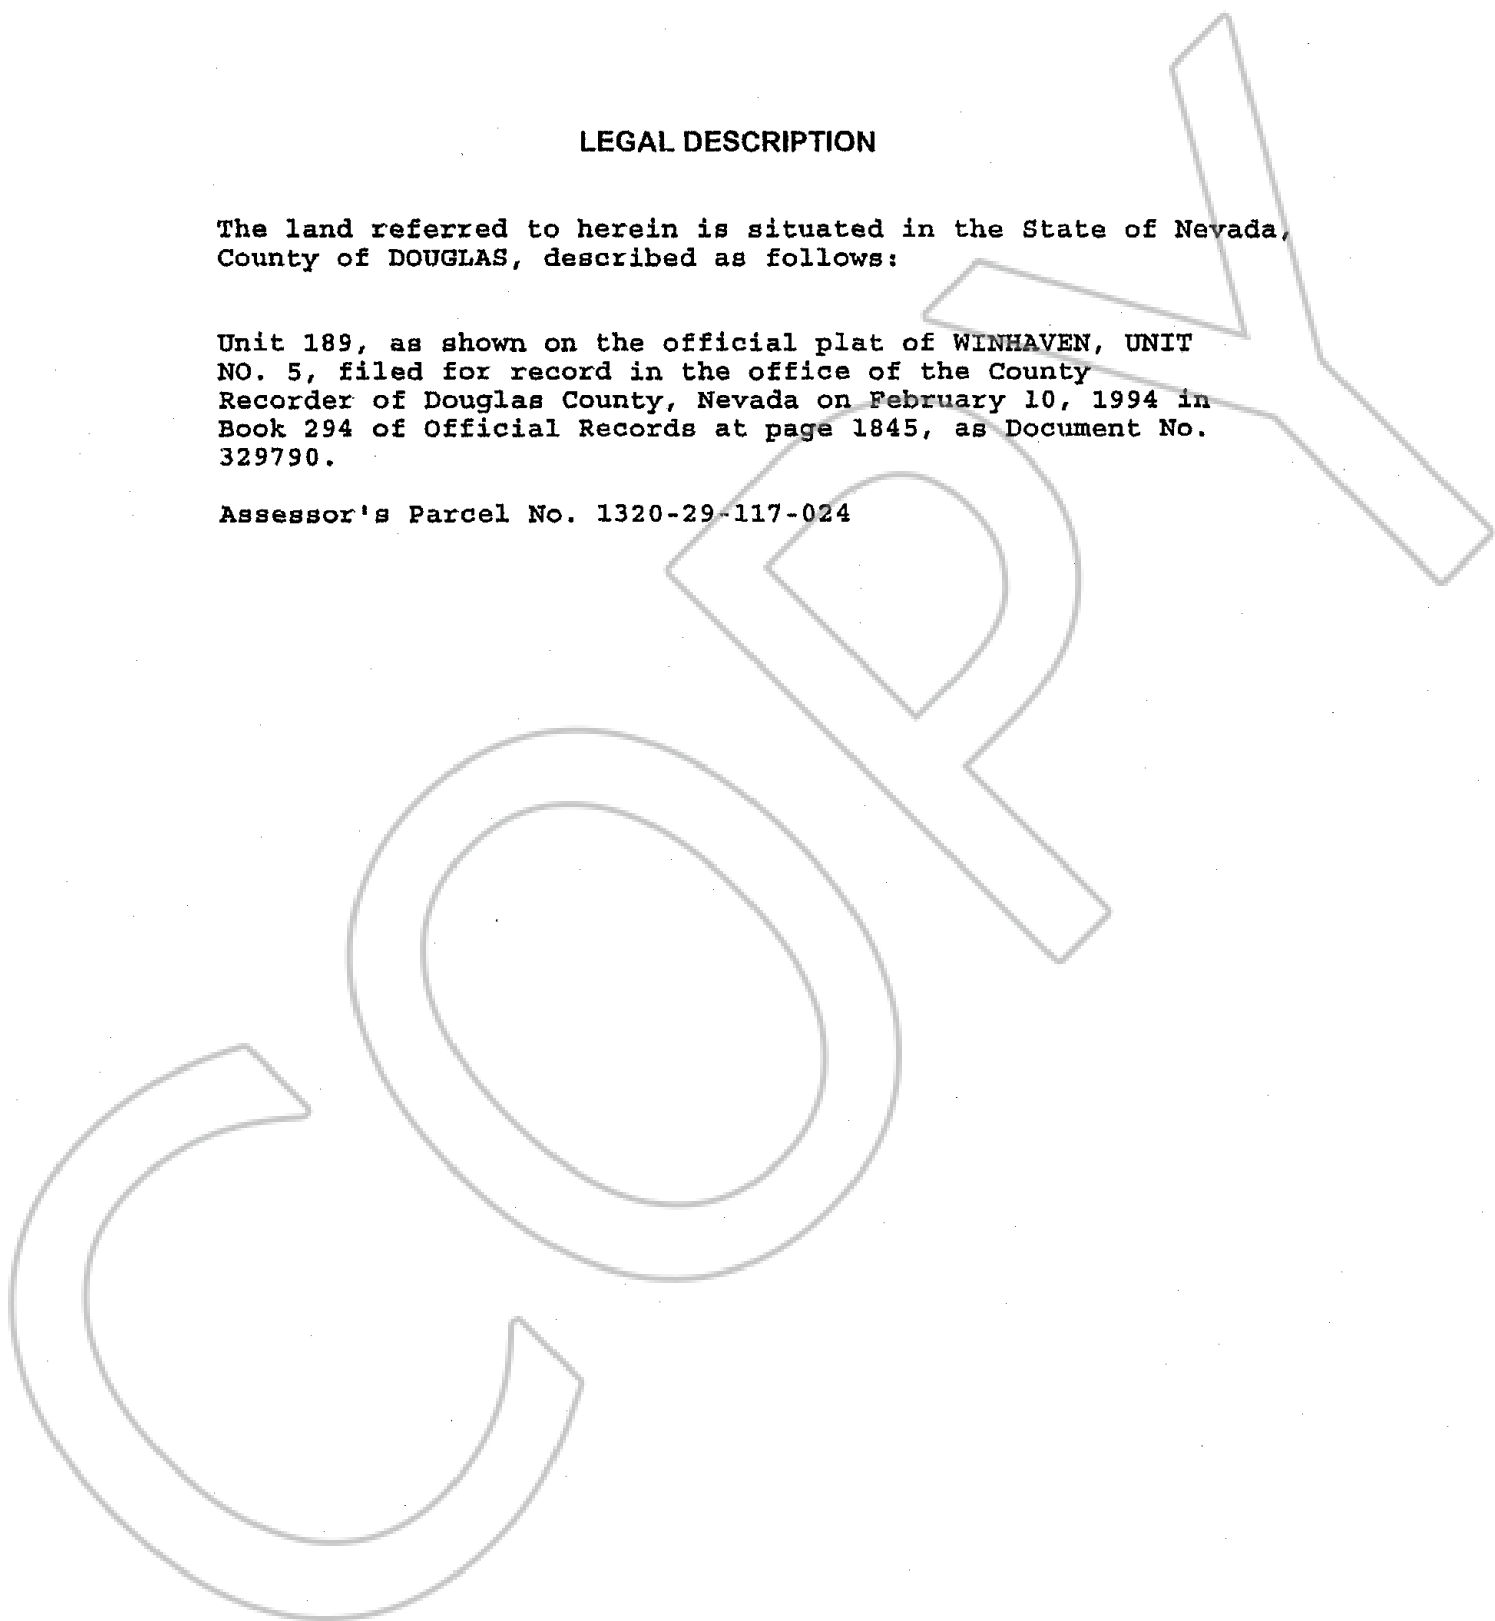 LEGAL DESCRIPTION
The land referred to herein is situated in the State of Nevada,
County of DOUGLAS, described as follows:
Unit 189, as shown on the official plat of WINHAVEN, UNIT
NO. 5, filed for record in the office of the County
Recorder of Douglas County, Nevada on February 10, 1994 in
Book 294 of Official Records at page 1845, as Document No.
329790.
Assessor's Parcel No. 1320-29-117-024
COPY